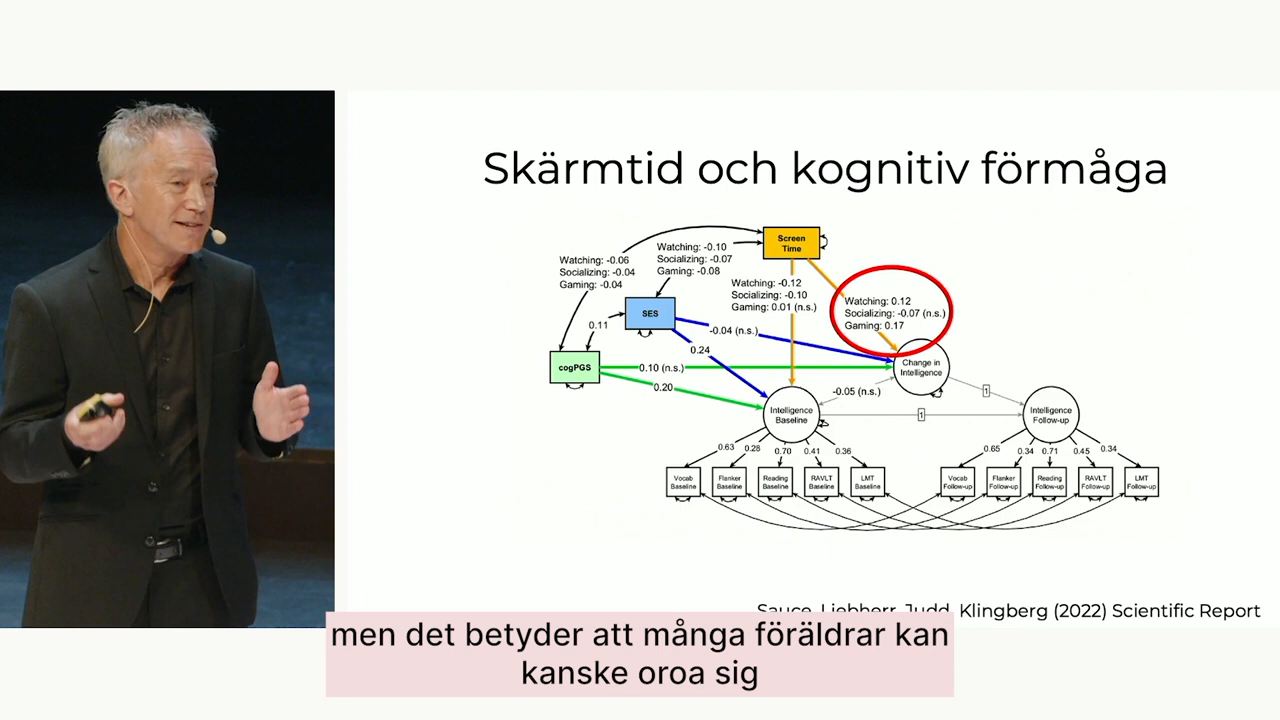 Skärmtid och kognitiv förmåga
Screen
Time
Watching: -0.10
Socializing: -0.07
Gaming: -0.08
Watching: -0.06
Socializing: -0.04
Gaming: -0.04
Watching: -0.12
Socializing: -0.10
Gaming: 0.01 (n.s.)
Watching: 0.12
Socializing: -0.07 (n.s.)
Gaming: 0.17
SES
0.11
-0.04 (n.s.)
0.24
cogPGS
0.10 (n.s.)
0.20
Change in
Intelligence
-0.05 (n.s.)
1
Intelligence
Baseline
1
Intelligence
Follow-up
0.63 0.28 0.70 0.41 0.36
0.65 0.34 0.71 0.45 0.34
Vocab
Baseline
Flanker
Baseline
Reading
Baseline
RAVLT
Baseline
LMT
Baseline
Vocab
Follow-up
Flanker
Follow-up
Reading
Follow-up
RAVLT
Follow-up
LMT
Follow-up
Sauce, Liebherr, Judd, Klingberg (2022) Scientific Report
men det betyder att många föräldrar kan
kanske oroa sig